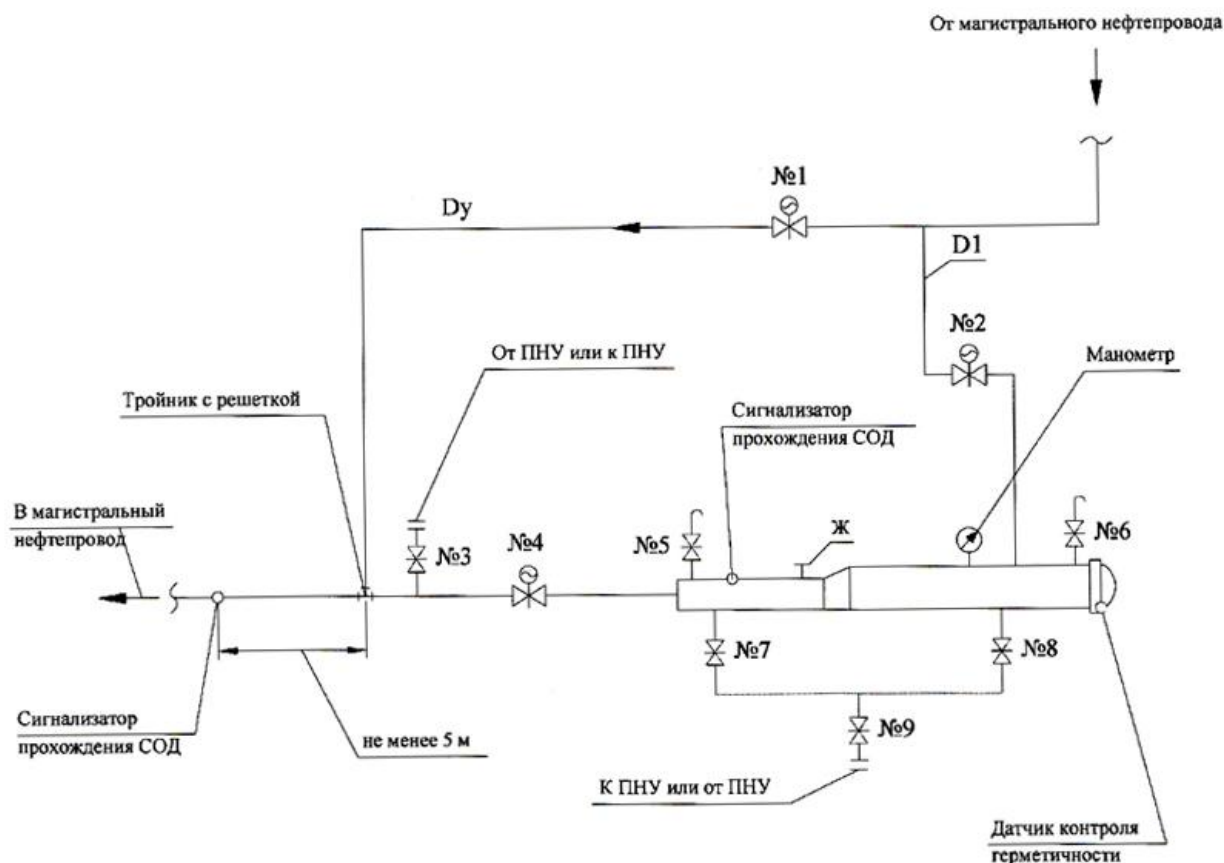 От магистрального нефтепровода
№1
Dу
D1
№2
От ПНУ или к ПНУ
Манометр
Тройник с решеткой
Сигнализатор
прохождения СОД
В магистральный
нефтепровод
№3
№4
№5
Ж
№6
№7
№8
№9
Сигнализатор
прохождения СОД
не менее 5 м
К ПНУ или от ПНУ
Датчик контроля
герметичности